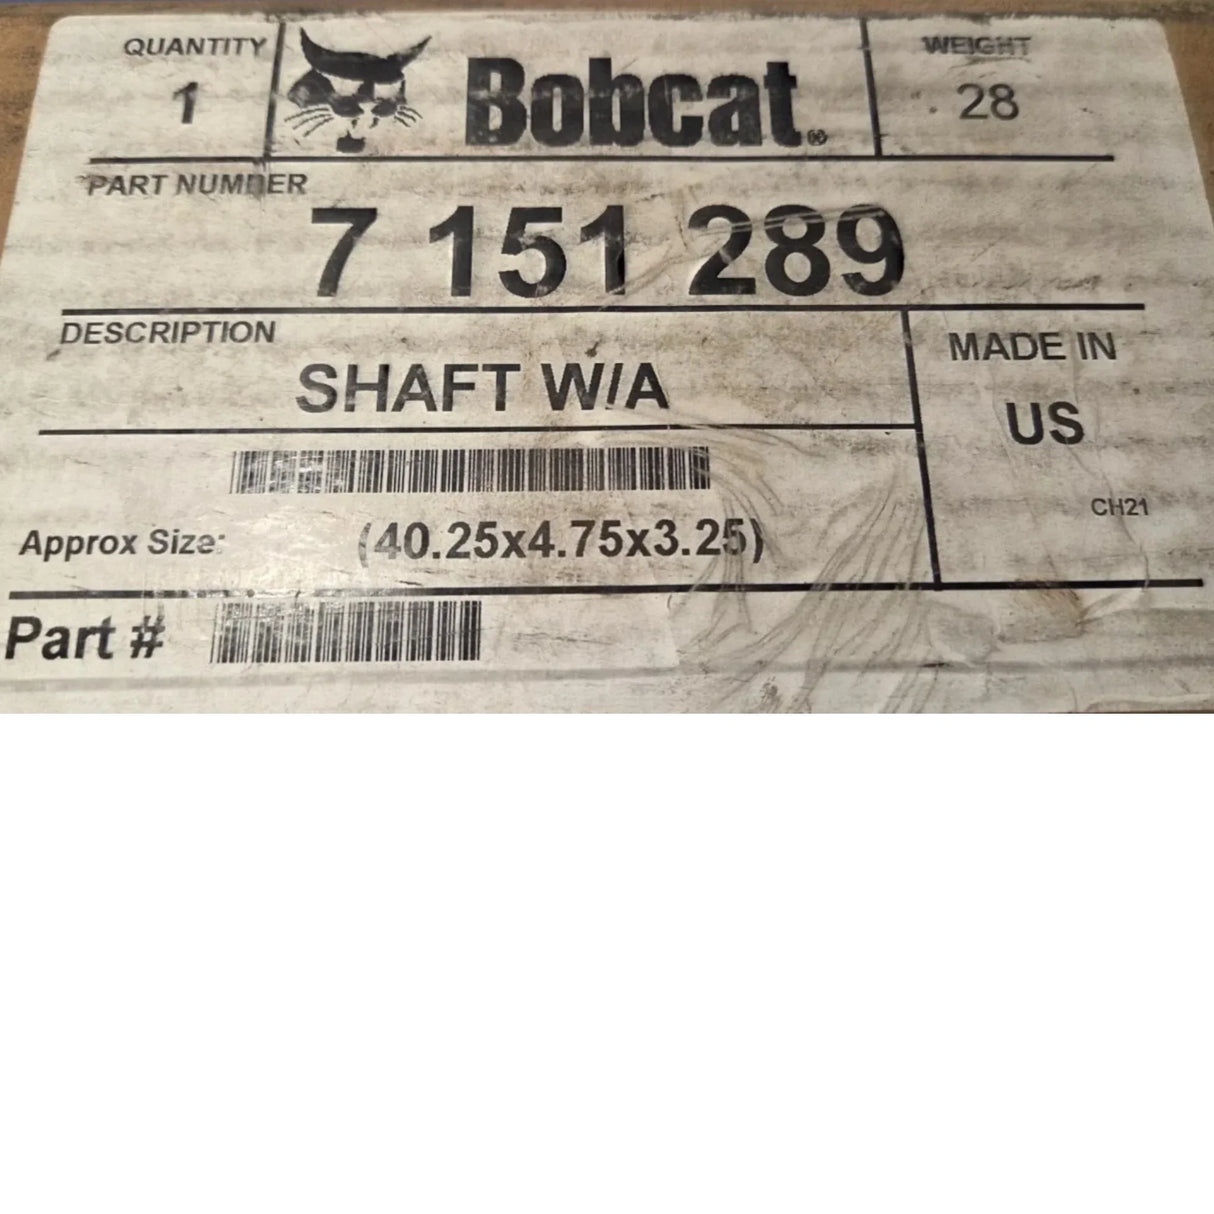 QUANTITY
1
Bobcat®
WEIGHT
28
PART NUMBER
7 151 289
DESCRIPTION
SHAFT W/A
MADE IN
US
CH21
Approx Size: (40.25x4.75x3.25)
Part #